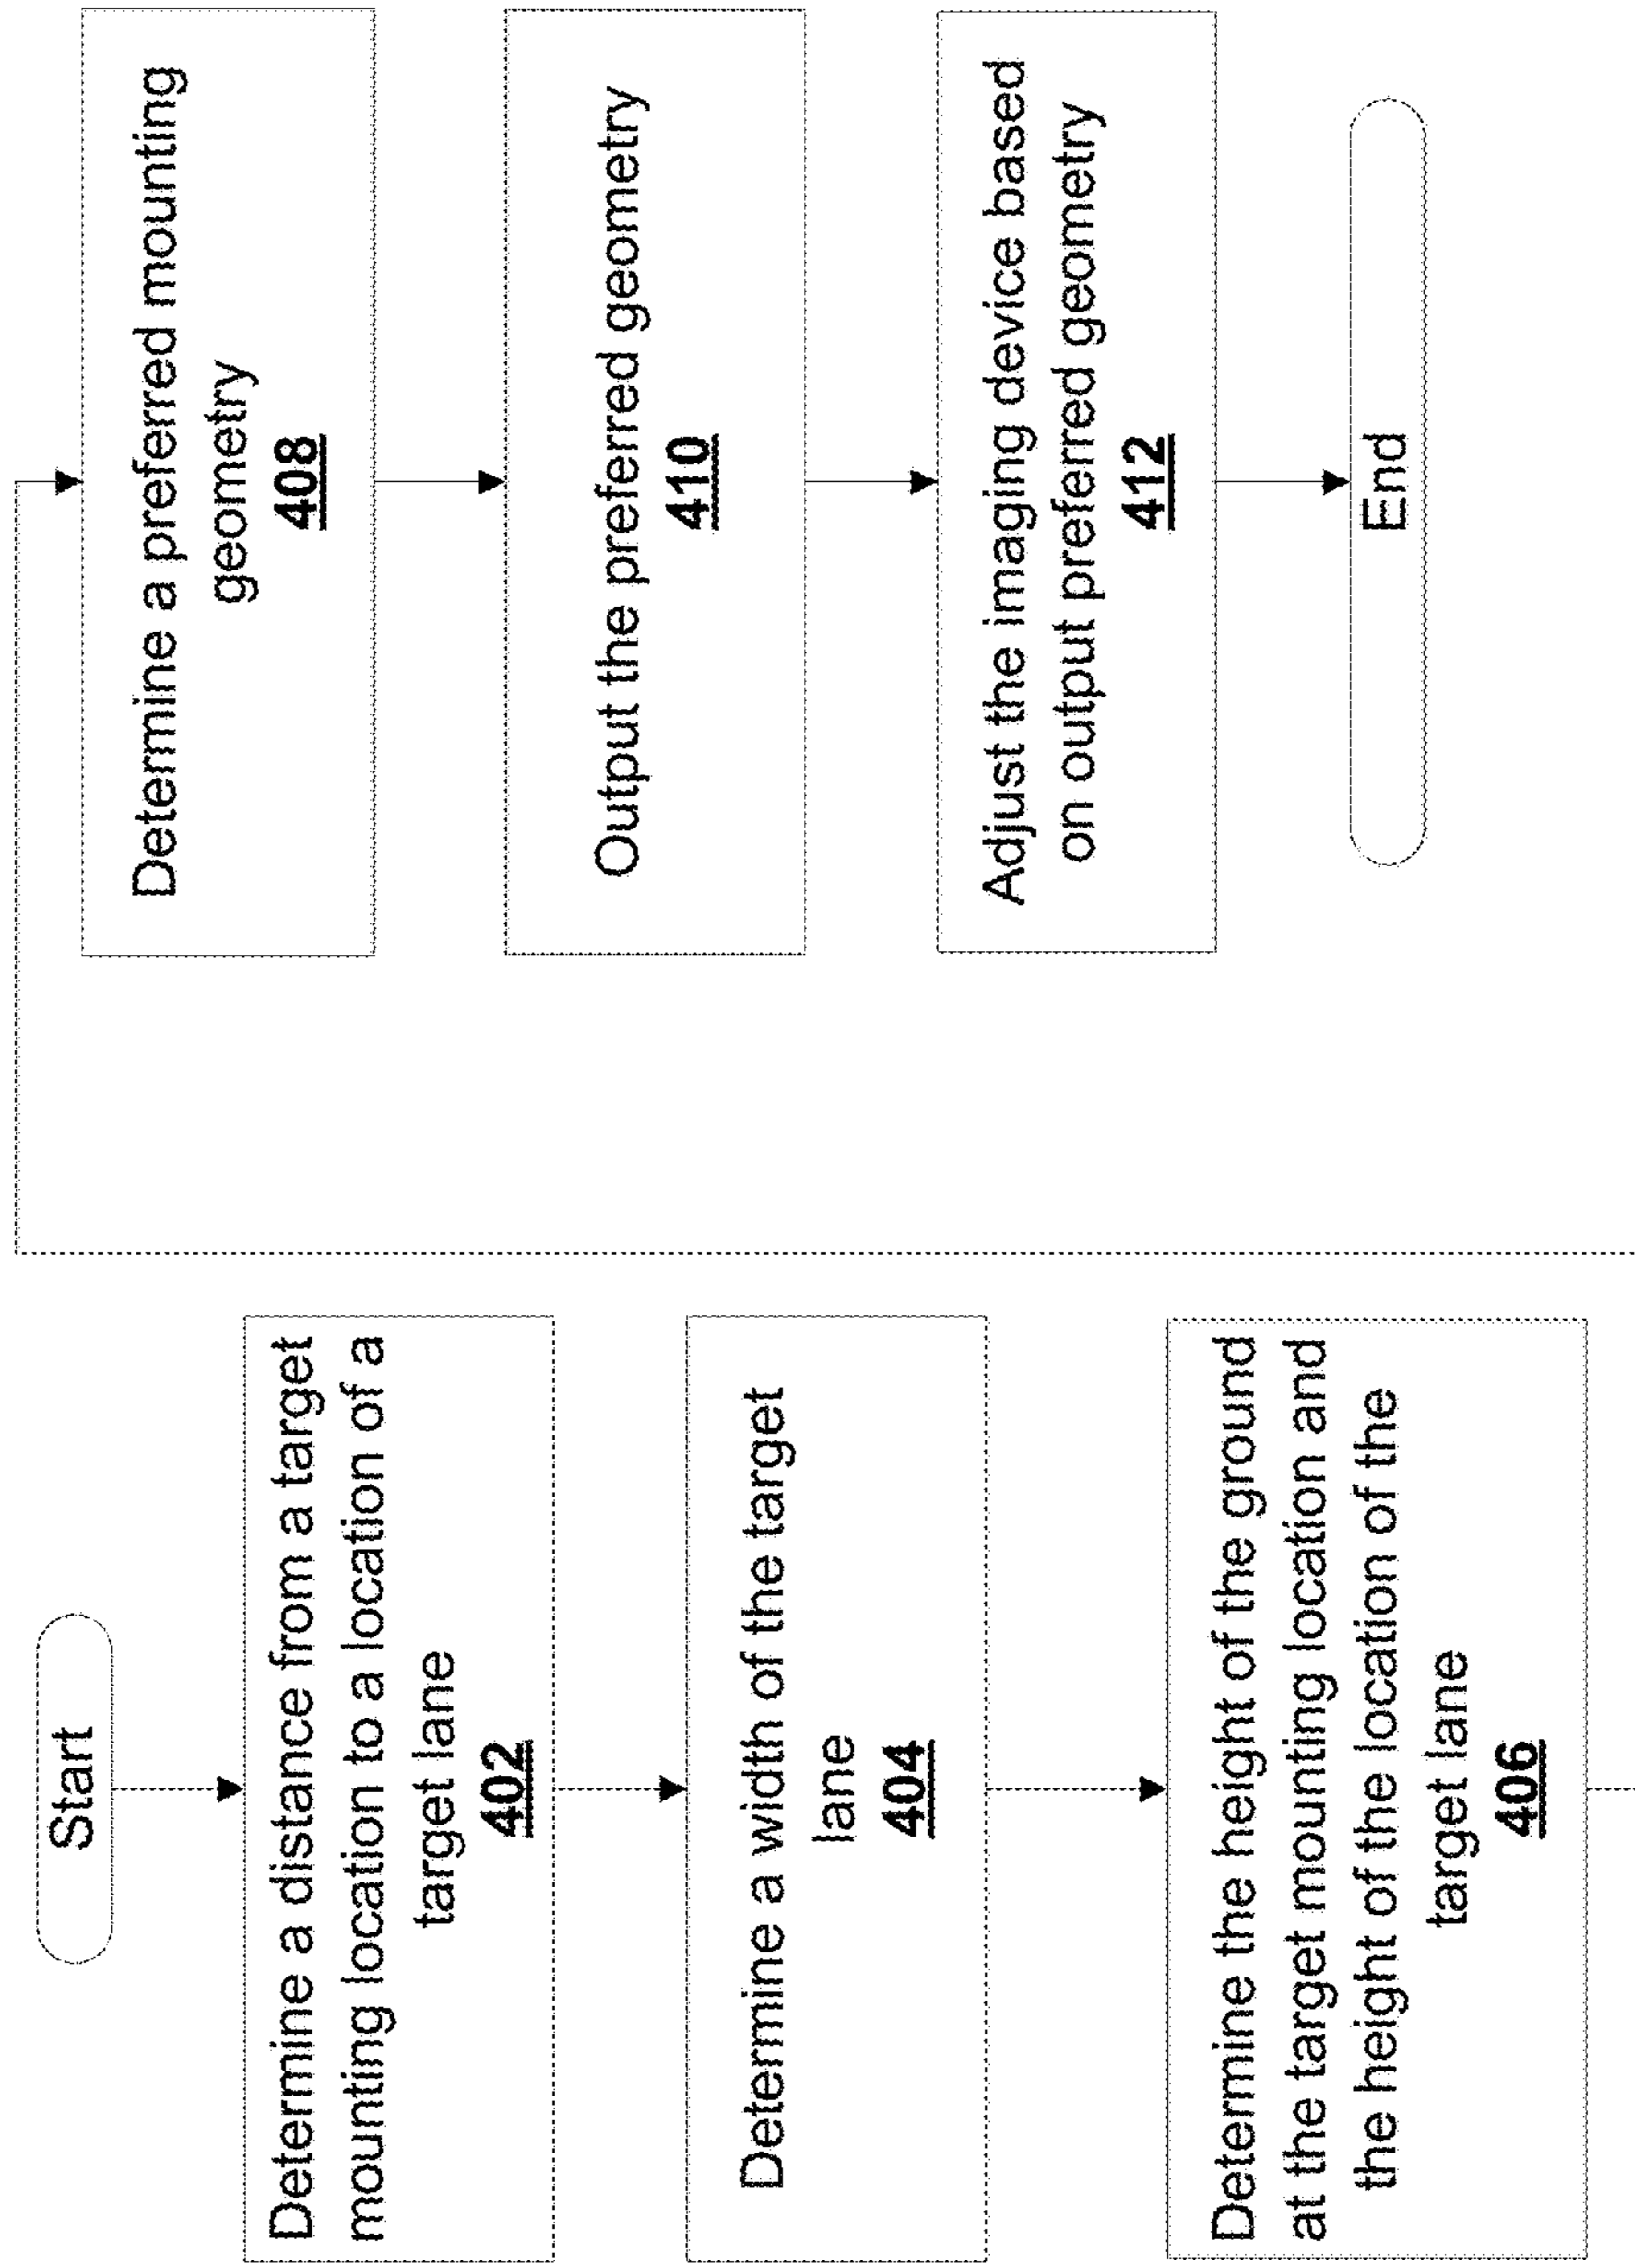 Start
Determine a distance from a target
mounting location to a location of a
target lane
402
Determine a width of the target
lane
404
Determine the height of the ground
at the target mounting location and
the height of the location of the
target lane
406
Determine a preferred mounting
geometry
408
Output the preferred geometry
410
Adjust the imaging device based
on output preferred geometry
412
End